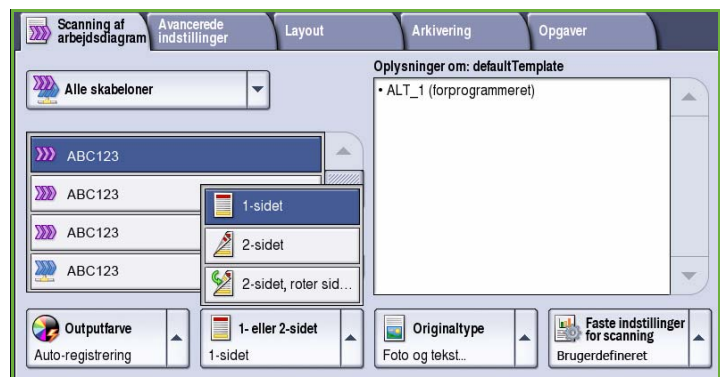 Scanning af
arbejdsdiagram
Avancerede
indstillinger
Layout
Arkivering
Opgaver
Alle skabeloner
Oplysninger om: defaultTemplate
• ALT_1 (forprogrammeret)
ABC123
ABC123
ABC123
ABC123
1-sidet
2-sidet
2-sidet, roter sid...
Outputfarve
Auto-registrering
1- eller 2-sidet
1-sidet
Originaltype
Foto og tekst...
Faste indstillinger
for scanning
Brugerdefineret